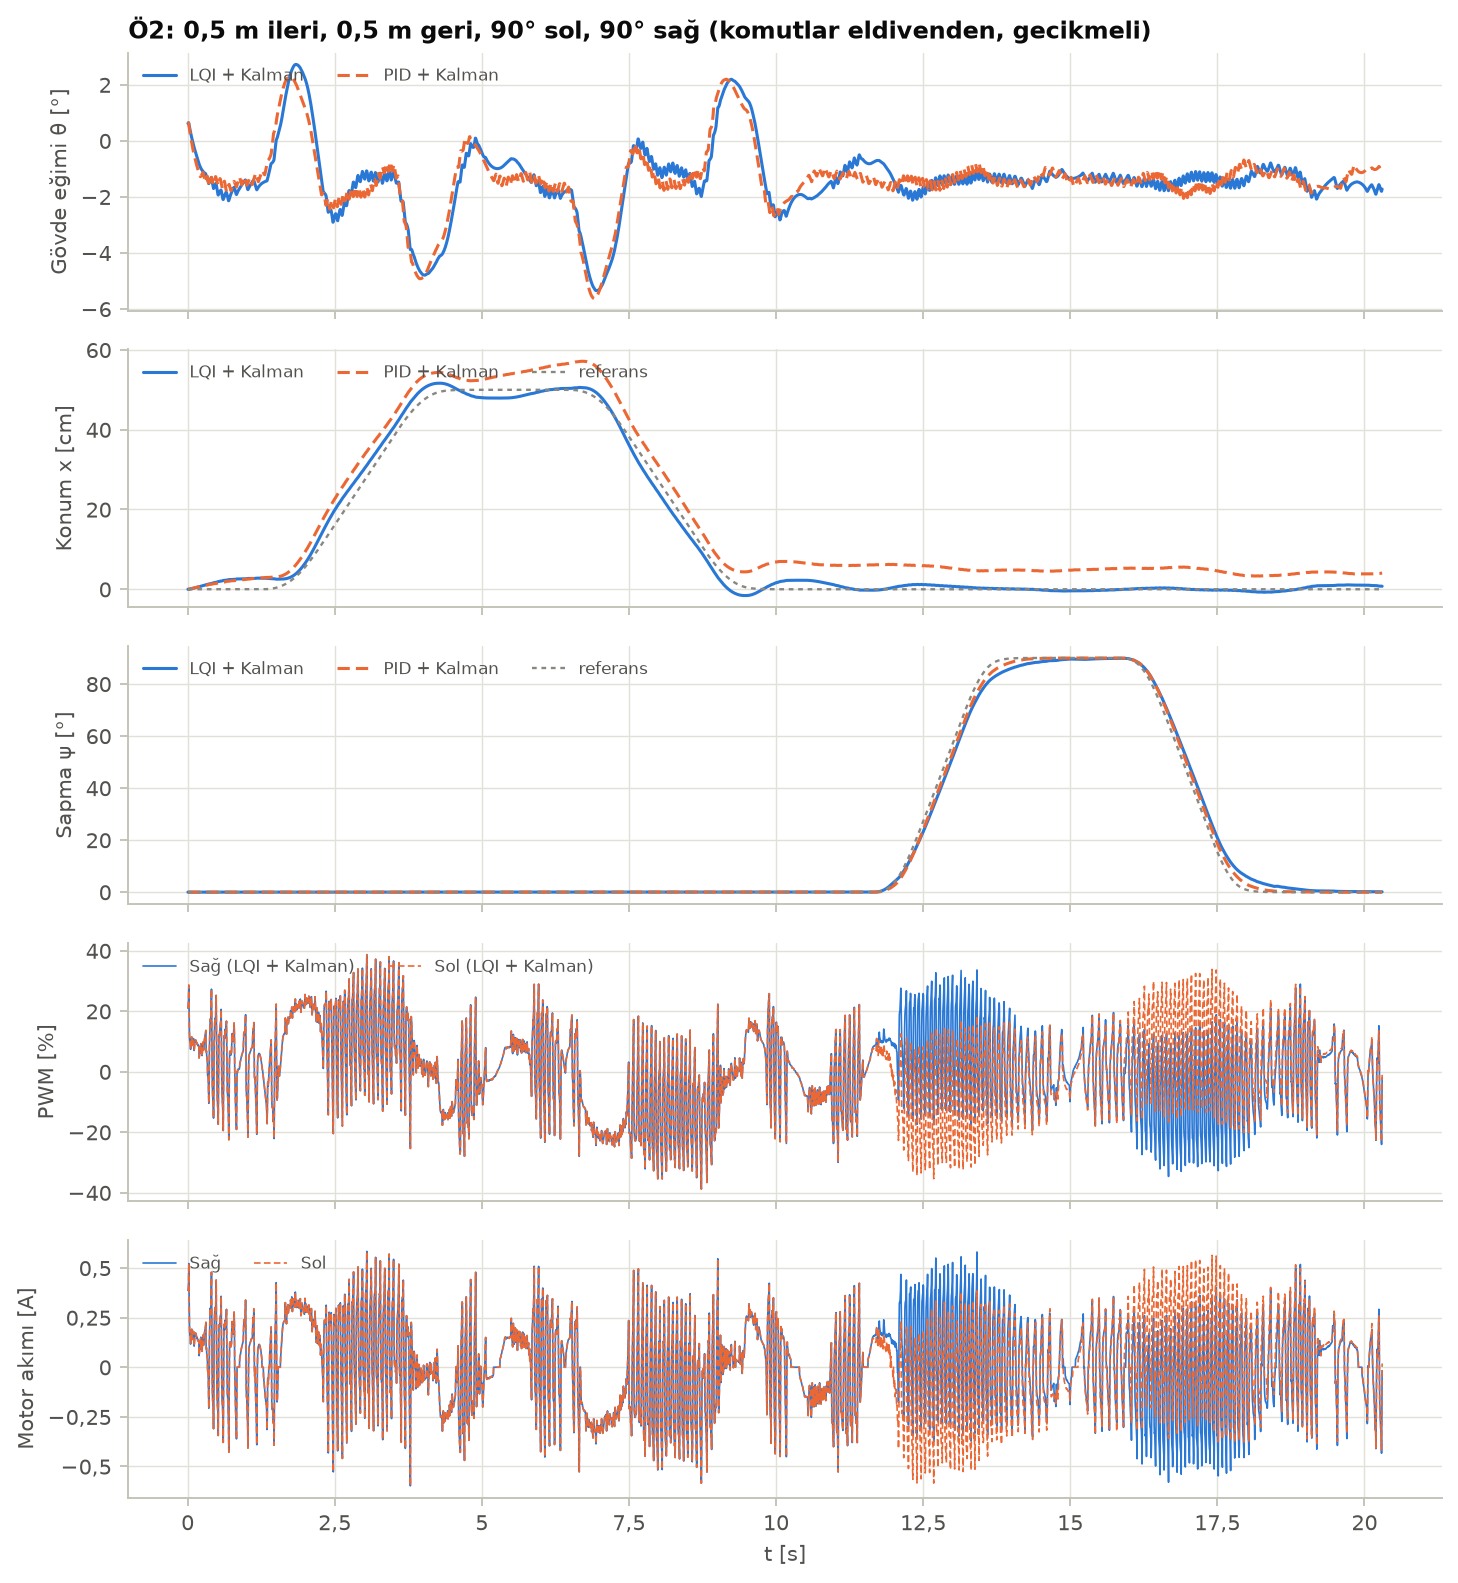 Ö2: 0,5 m ileri, 0,5 m geri, 90° sol, 90° sağ (komutlar eldivenden, gecikmeli)
LQI + Kalman PID + Kalman
Gövde eğimi θ [°]
2
0
−2
−4
−6
LQI + Kalman PID + Kalman referans
Konum x [cm]
60
40
20
0
LQI + Kalman PID + Kalman referans
Sapma ψ [°]
80
60
40
20
0
Sağ (LQI + Kalman) Sol (LQI + Kalman)
PWM [%]
40
20
0
−20
−40
Sağ Sol
Motor akımı [A]
0,5
0,25
0
−0,25
−0,5
0 2,5 5 7,5 10 12,5 15 17,5 20
t [s]